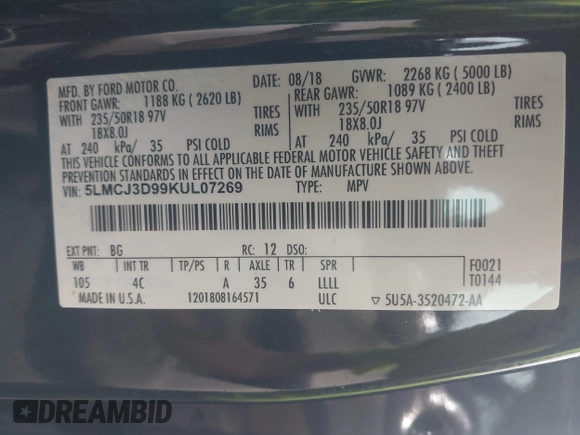 MFD. BY FORD MOTOR CO. DATE: 08/18 GVWR: 2268 KG ( 5000 LB)
FRONT GAWR: 1188 KG ( 2620 LB) REAR GAWR: 1089 KG ( 2400 LB)
WITH 235/50R18 97V TIRES WITH 235/50R18 97V TIRES
18X8.0J RIMS 18X8.0J RIMS
AT 240 kPa/ 35 PSI COLD AT 240 kPa/ 35 PSI COLD
THIS VEHICLE CONFORMS TO ALL APPLICABLE FEDERAL MOTOR VEHICLE SAFETY AND THEFT
PREVENTION STANDARDS IN EFFECT ON THE DATE OF MANUFACTURE SHOWN ABOVE.
VIN: 5LMCJ3D99KUL07269 TYPE: MPV
EXT PNT: BG RC: 12 DSO: F0021
WB INT TR TP/PS R AXLE TR SPR T0144
105 4C A 35 6 LLLL
MADE IN U.S.A. 1201808164571 ULC ▽ 5U5A-3520472-AA
DREAMBID